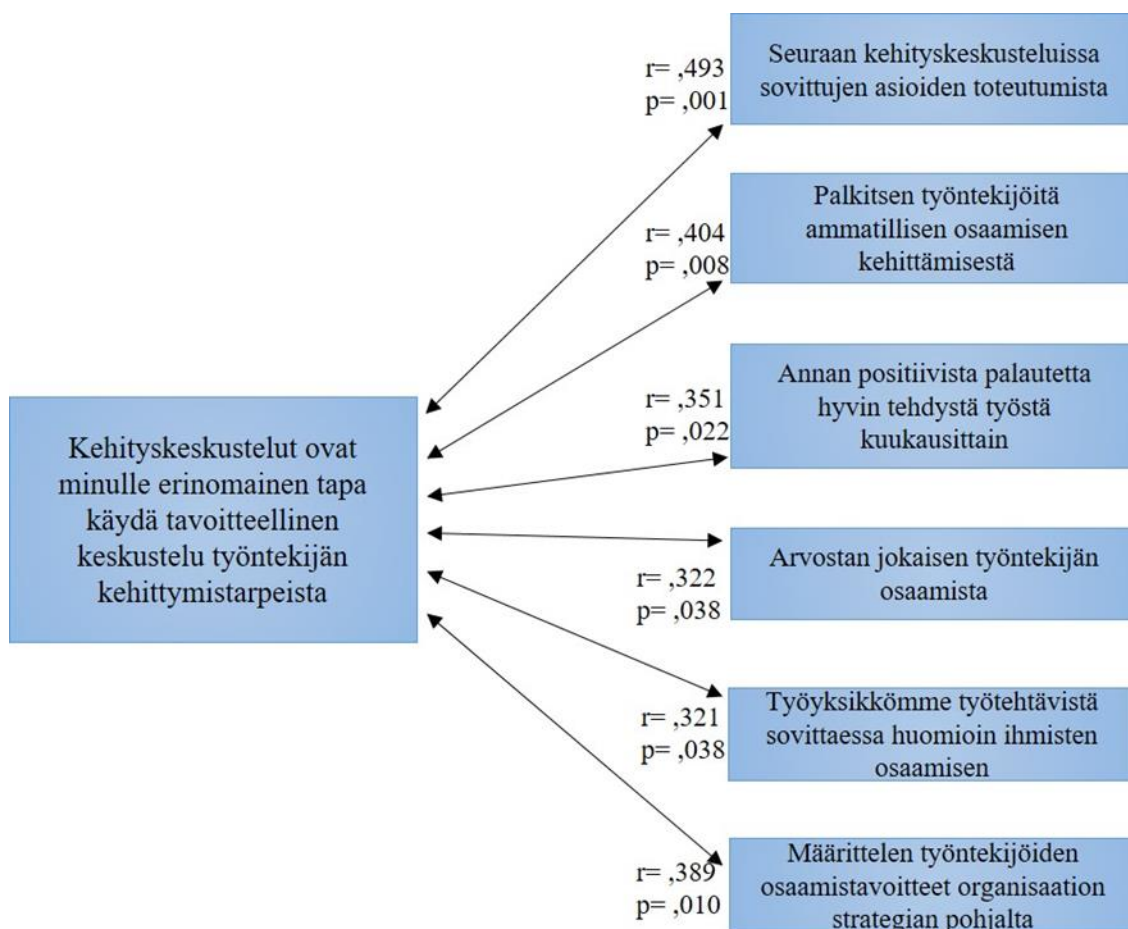 r= ,493
p= ,001
Seuraan kehityskeskusteluissa
sovittujen asioiden toteutumista
r= ,404
p= ,008
Palkitsen työntekijöitä
ammatillisen osaamisen
kehittämisestä
r= ,351
p= ,022
Annan positiivista palautetta
hyvin tehdystä työstä
kuukausittain
Kehityskeskustelut ovat
minulle erinomainen tapa
käydä tavoitteellinen
keskustelu työntekijän
kehittymistarpeista
r= ,322
p= ,038
Arvostan jokaisen työntekijän
osaamista
r= ,321
p= ,038
Työyksikkömme työtehtävistä
sovittaessa huomioin ihmisten
osaamisen
r= ,389
p= ,010
Määrittelen työntekijöiden
osaamistavoitteet organisaation
strategian pohjalta